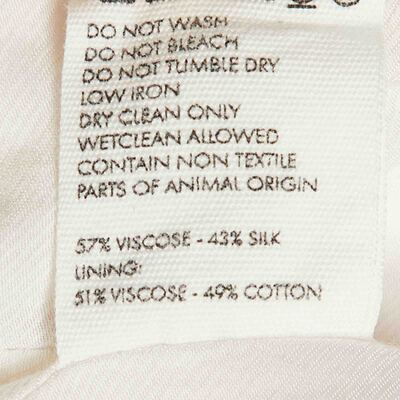 DO NOT WASH
DO NOT BLEACH
DO NOT TUMBLE DRY
LOW IRON
DRY CLEAN ONLY
WETCLEAN ALLOWED
CONTAIN NON TEXTILE
PARTS OF ANIMAL ORIGIN
57% VISCOSE - 43% SILK
LINING:
51% VISCOSE - 49% COTTON